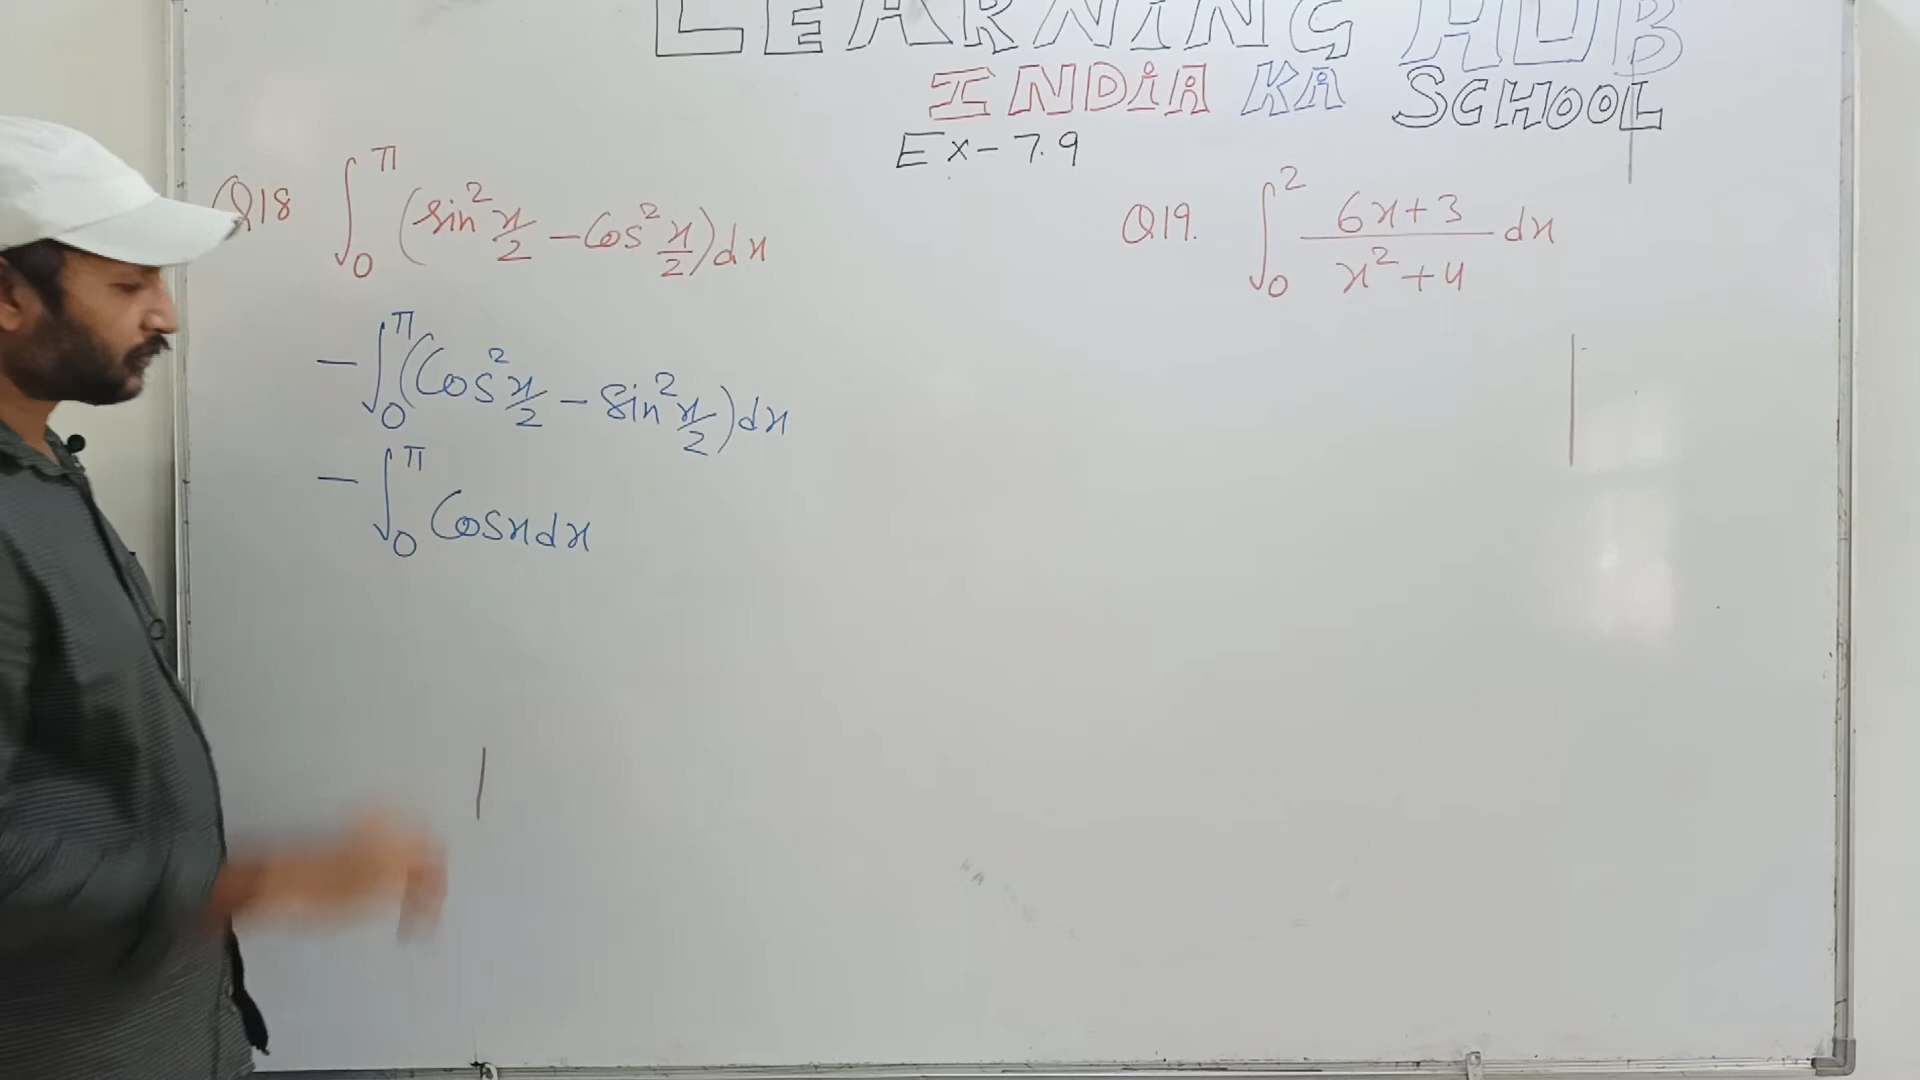 LEARNING HUB
INDIA KA SCHOOL
Ex-7.9
Q18 ∫₀^π (sin² x/2 - Cos² x/2) dx
- ∫₀^π (Cos² x/2 - Sin² x/2) dx
- ∫₀^π Cosx dx
Q19. ∫₀² (6x+3)/(x²+4) dx